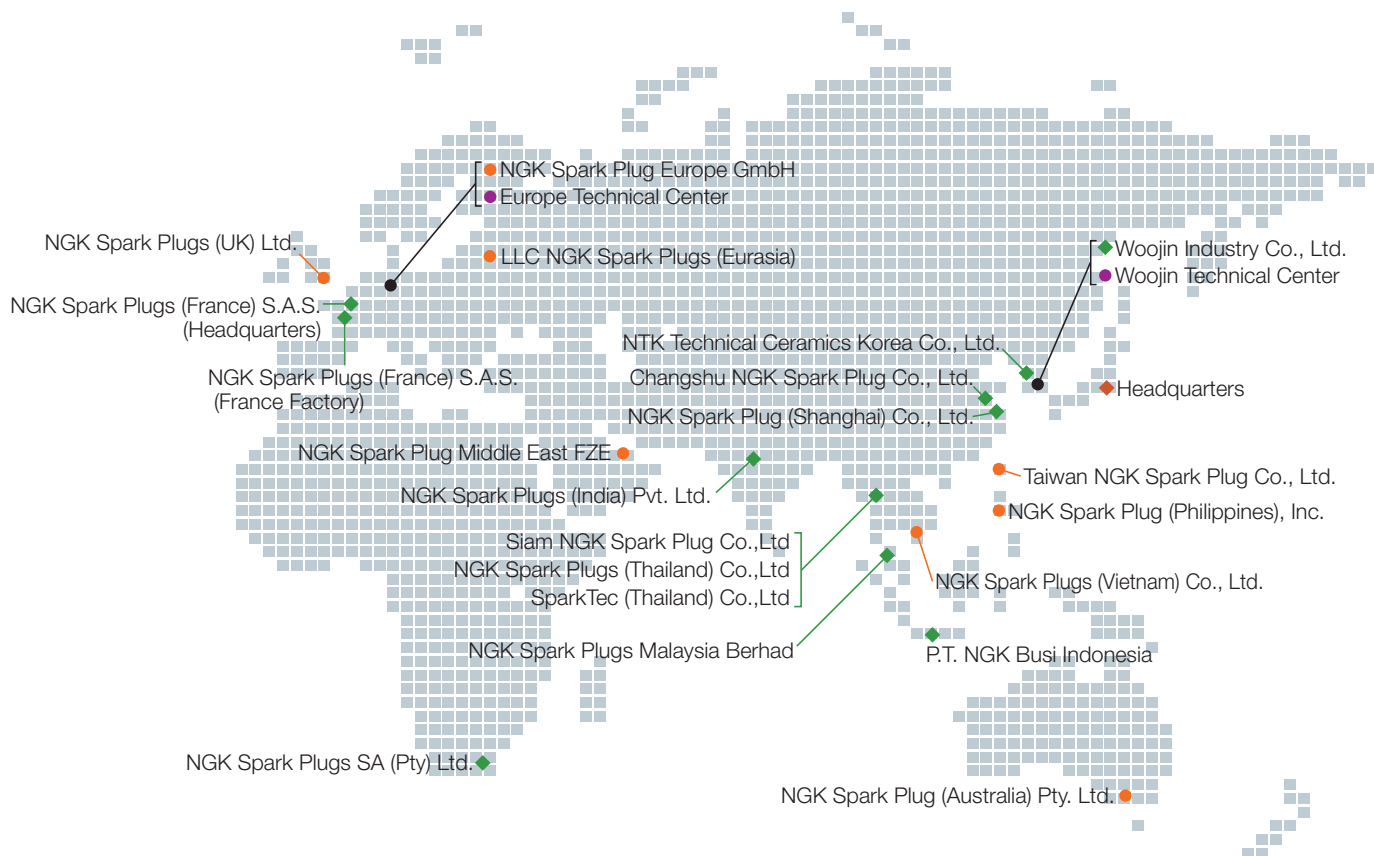 NGK Spark Plug Europe GmbH
Europe Technical Center
NGK Spark Plugs (UK) Ltd.
LLC NGK Spark Plugs (Eurasia)
Woojin Industry Co., Ltd.
Woojin Technical Center
NGK Spark Plugs (France) S.A.S.
(Headquarters)
NTK Technical Ceramics Korea Co., Ltd.
NGK Spark Plugs (France) S.A.S.
(France Factory)
Changshu NGK Spark Plug Co., Ltd.
Headquarters
NGK Spark Plug (Shanghai) Co., Ltd.
NGK Spark Plug Middle East FZE
Taiwan NGK Spark Plug Co., Ltd.
NGK Spark Plugs (India) Pvt. Ltd.
NGK Spark Plug (Philippines), Inc.
Siam NGK Spark Plug Co.,Ltd
NGK Spark Plugs (Thailand) Co.,Ltd
SparkTec (Thailand) Co.,Ltd
NGK Spark Plugs (Vietnam) Co., Ltd.
NGK Spark Plugs Malaysia Berhad
P.T. NGK Busi Indonesia
NGK Spark Plugs SA (Pty) Ltd.
NGK Spark Plug (Australia) Pty. Ltd.